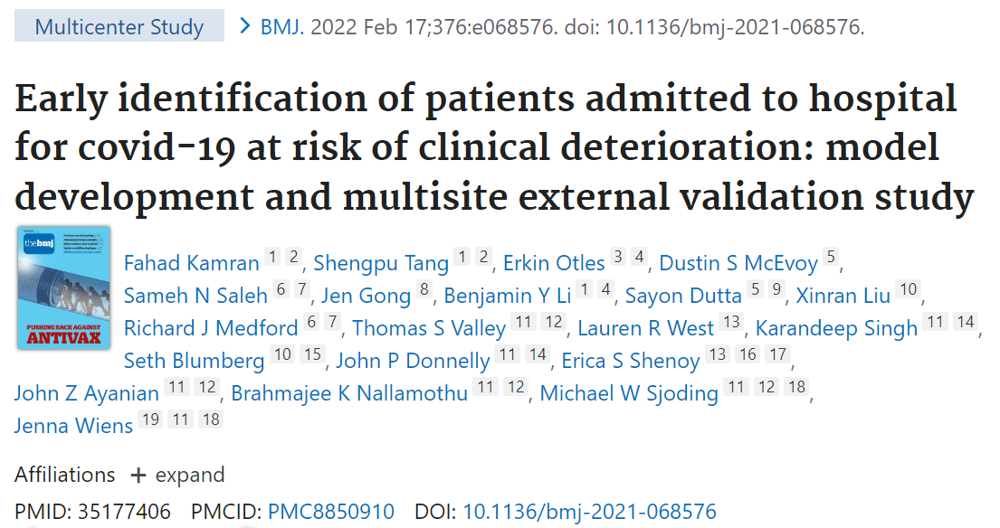 Multicenter Study > BMJ. 2022 Feb 17;376:e068576. doi: 10.1136/bmj-2021-068576.
Early identification of patients admitted to hospital
for covid-19 at risk of clinical deterioration: model
development and multisite external validation study
thebmj
PUSHING BACK AGAINST
ANTIVAX
Fahad Kamran 1 2, Shengpu Tang 1 2, Erkin Otles 3 4, Dustin S McEvoy 5,
Sameh N Saleh 6 7, Jen Gong 8, Benjamin Y Li 1 4, Sayon Dutta 5 9, Xinran Liu 10,
Richard J Medford 6 7, Thomas S Valley 11 12, Lauren R West 13, Karandeep Singh 11 14,
Seth Blumberg 10 15, John P Donnelly 11 14, Erica S Shenoy 13 16 17,
John Z Ayanian 11 12, Brahmajee K Nallamothu 11 12, Michael W Sjoding 11 12 18,
Jenna Wiens 19 11 18
Affiliations + expand
PMID: 35177406 PMCID: PMC8850910 DOI: 10.1136/bmj-2021-068576